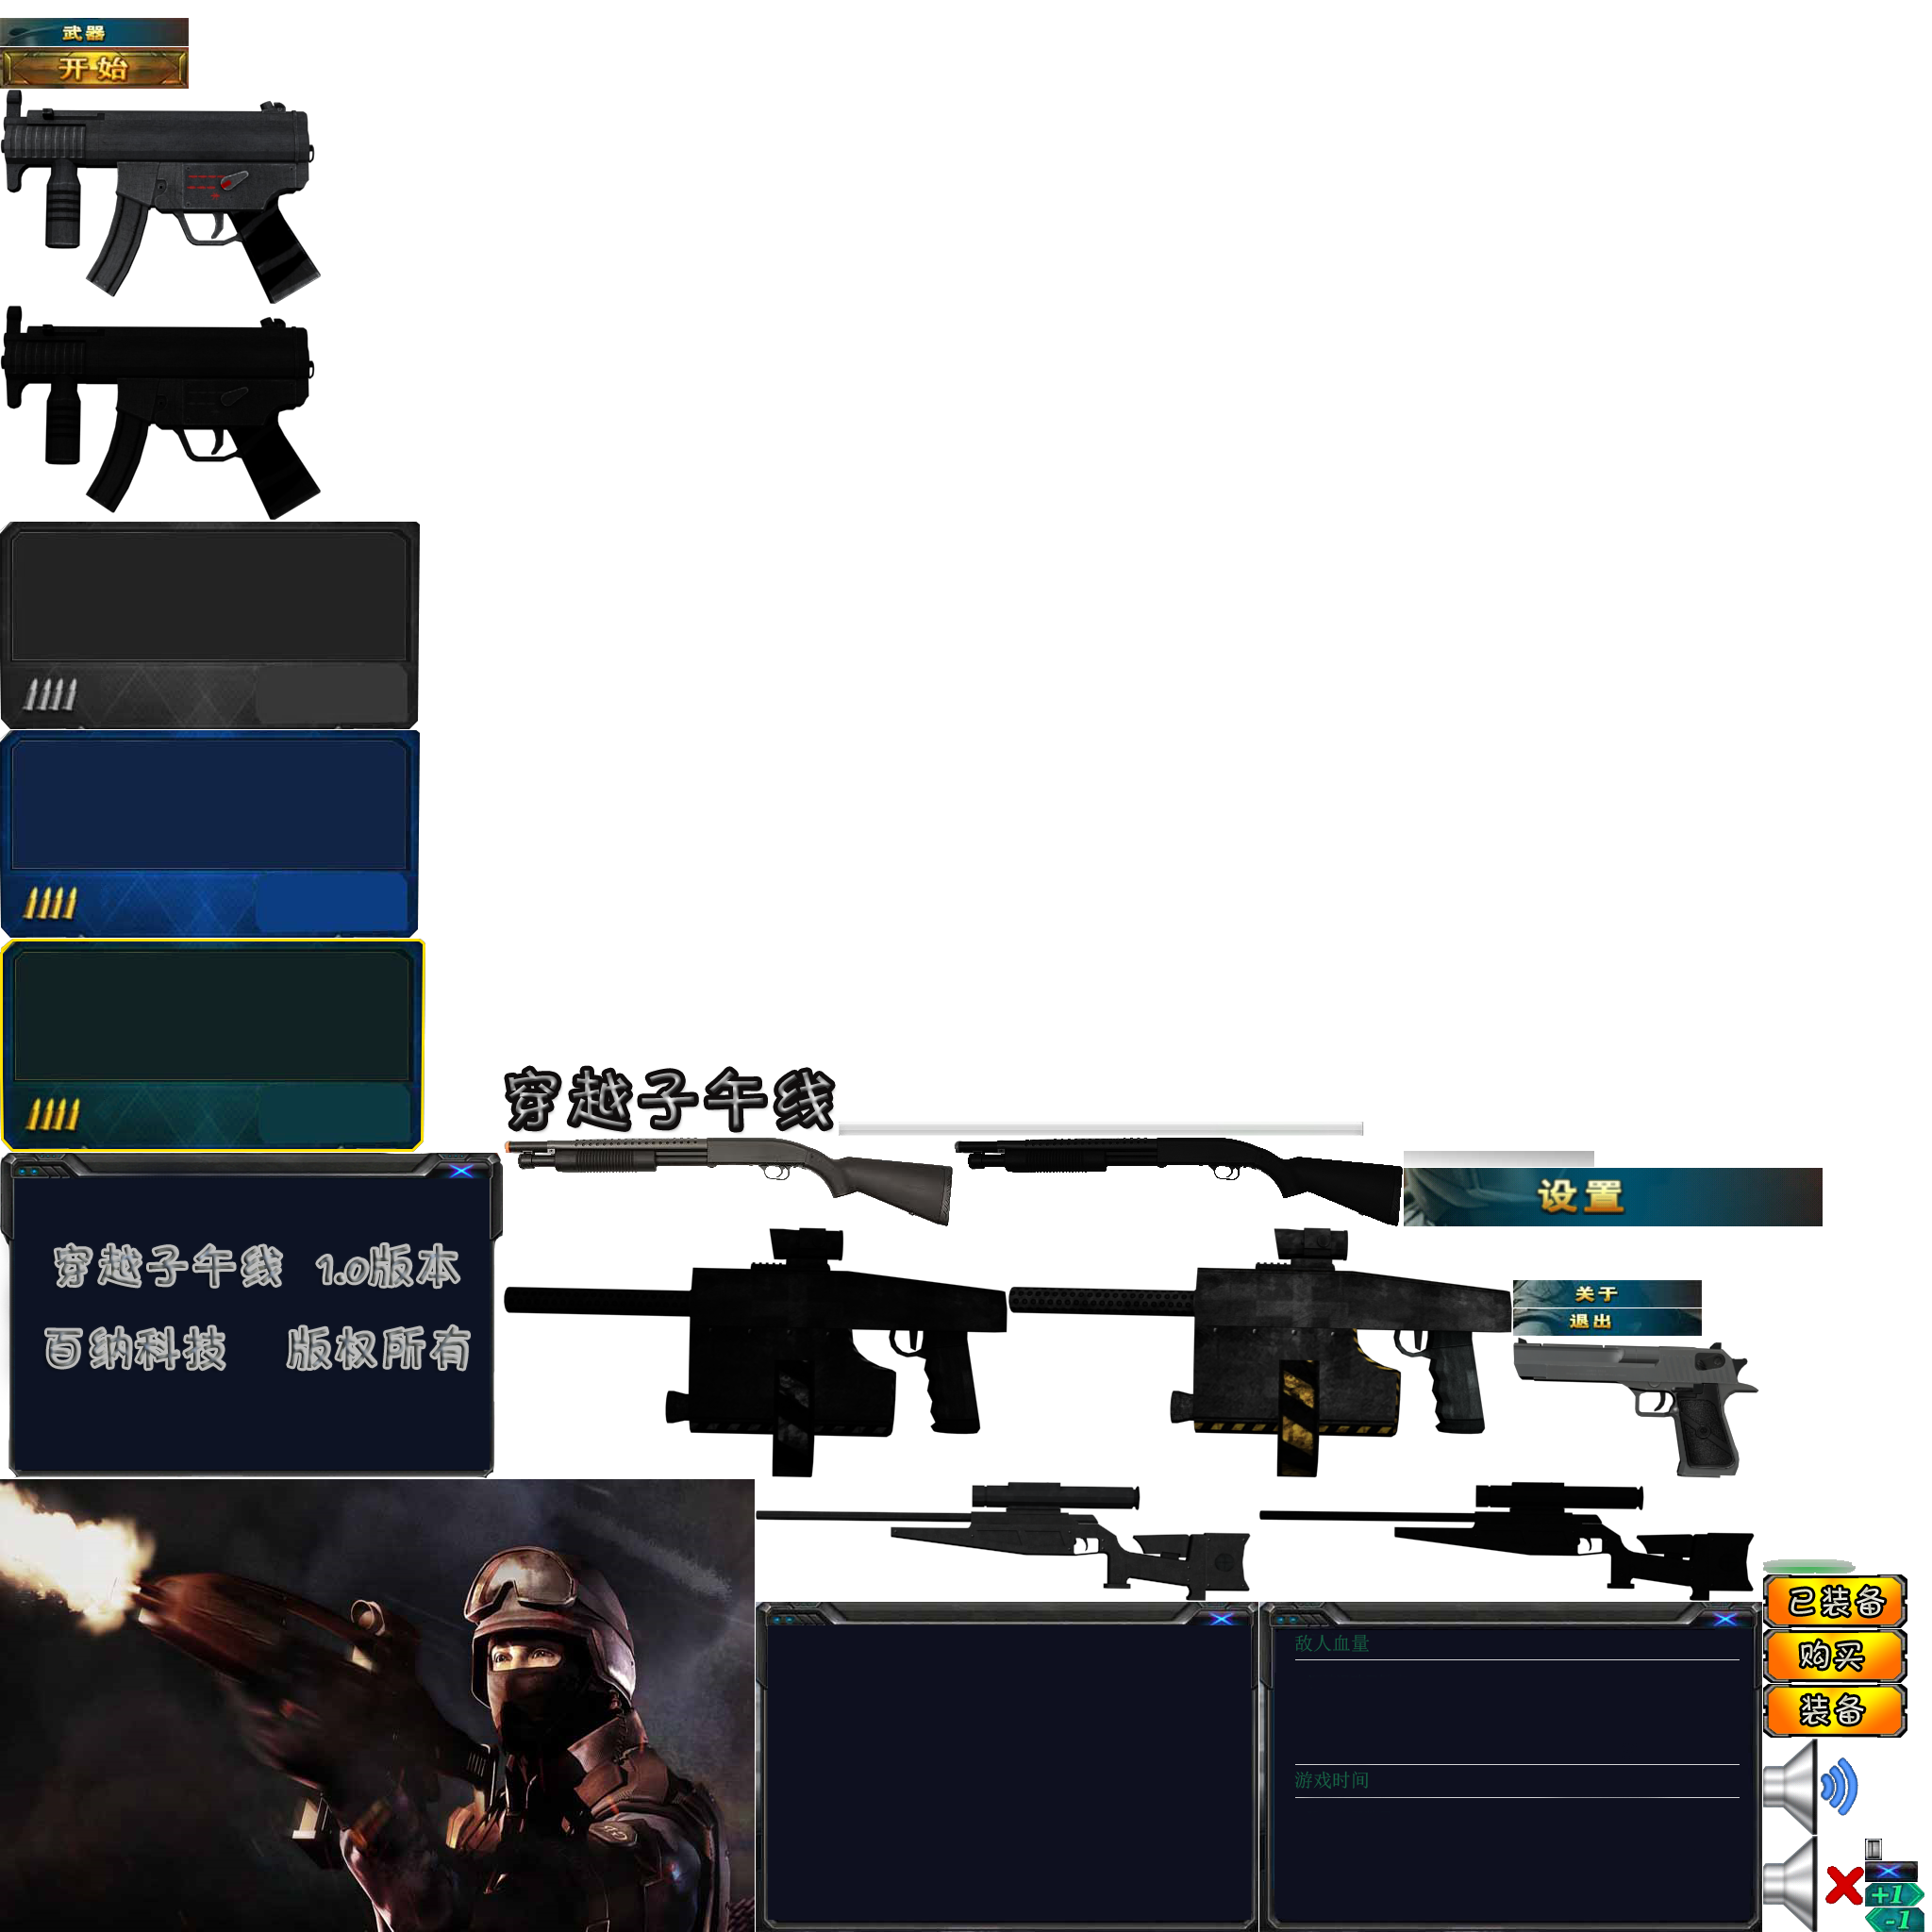 武器
开始
穿越子午线
设置
穿越子午线 1.0版本
百纳科技 版权所有
关于
退出
已装备
敌人血量
购买
装备
游戏时间
+1
-1